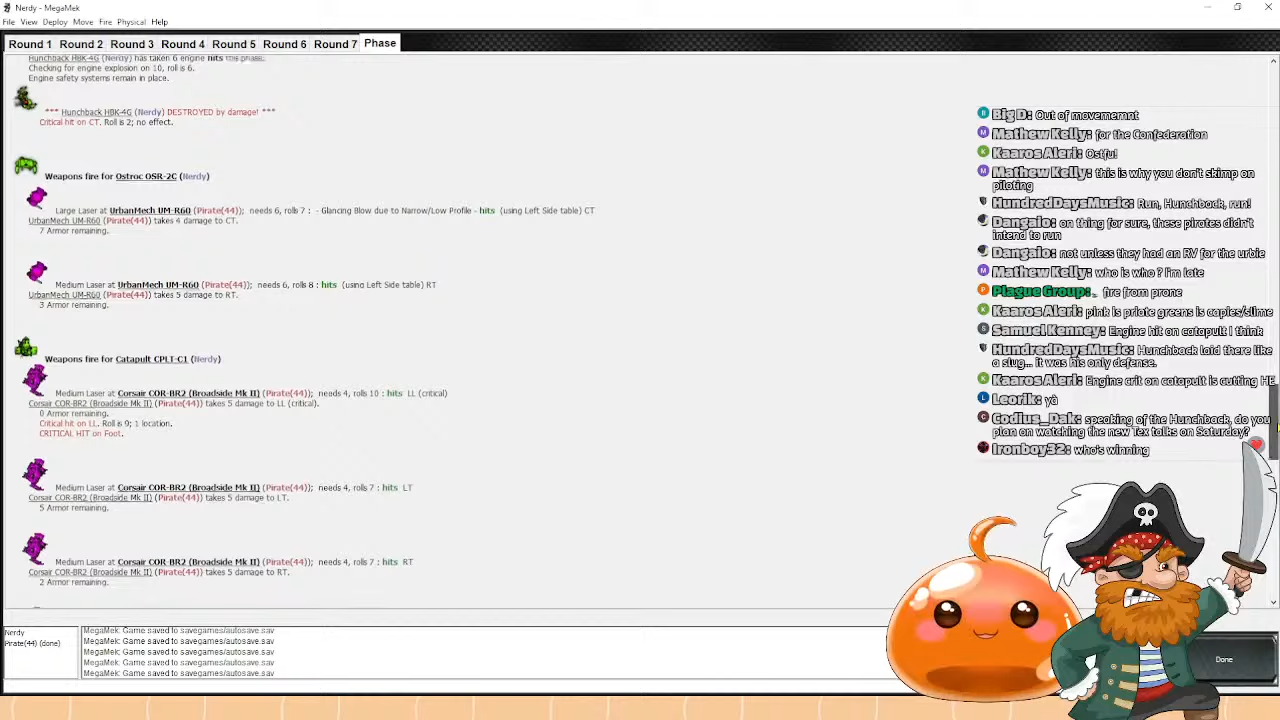 Nerdy - MegaMek
File View Deploy Move Fire Physical Help
Round 1 Round 2 Round 3 Round 4 Round 5 Round 6 Round 7 Phase
Hunchback HBK-4G (Nerdy) has taken 6 engine hits this phase.
Checking for engine explosion on 10, roll is 6.
Engine safety systems remain in place.
*** Hunchback HBK-4G (Nerdy) DESTROYED by damage! ***
Critical hit on CT. Roll is 2; no effect.
Weapons fire for Ostroc OSR-2C (Nerdy)
Large Laser at UrbanMech UM-R60 (Pirate(44)); needs 6, rolls 7 : - Glancing Blow due to Narrow/Low Profile - hits (using Left Side table) CT
UrbanMech UM-R60 (Pirate(44)) takes 4 damage to CT.
7 Armor remaining.
Medium Laser at UrbanMech UM-R60 (Pirate(44)); needs 6, rolls 8 : hits (using Left Side table) RT
UrbanMech UM-R60 (Pirate(44)) takes 5 damage to RT.
3 Armor remaining.
Weapons fire for Catapult CPLT-C1 (Nerdy)
Medium Laser at Corsair COR-BR2 (Broadside Mk II) (Pirate(44)); needs 4, rolls 10 : hits LL (critical)
Corsair COR-BR2 (Broadside Mk II) (Pirate(44)) takes 5 damage to LL (critical).
0 Armor remaining.
Critical hit on LL. Roll is 9; 1 location.
CRITICAL HIT on Foot.
Medium Laser at Corsair COR-BR2 (Broadside Mk II) (Pirate(44)); needs 4, rolls 7 : hits LT
Corsair COR-BR2 (Broadside Mk II) (Pirate(44)) takes 5 damage to LT.
5 Armor remaining.
Medium Laser at Corsair COR-BR2 (Broadside Mk II) (Pirate(44)); needs 4, rolls 7 : hits RT
Corsair COR-BR2 (Broadside Mk II) (Pirate(44)) takes 5 damage to RT.
2 Armor remaining.
Big D: Out of movememnt
Mathew Kelly: for the Confederation
Kaaros Aleri: Ostfu!
Mathew Kelly: this is why you don't skimp on
piloting
HundredDaysMusic: Run, Hunchback, run!
Dangalo: on thing for sure, these pirates didn't
intend to run
Dangalo: not unless they had an RV for the urbie
Mathew Kelly: who is who ? I'm late
Plague Group: fire from prone
Kaaros Aleri: pink is priate greens is capies/slime
Samuel Kenney: Engine hit on catapult I think
HundredDaysMusic: Hunchback laid there like
a slug... it was his only defense.
Kaaros Aleri: Engine crit on catapult is cutting HE
Leorik: yà
Codius_Dak: speaking of the Hunchback, do you
plan on watching the new Tex talks on Saturday?
Ironboy32: who's winning
Nerdy
Pirate(44) (done)
MegaMek: Game saved to savegames/autosave.sav
MegaMek: Game saved to savegames/autosave.sav
MegaMek: Game saved to savegames/autosave.sav
MegaMek: Game saved to savegames/autosave.sav
MegaMek: Game saved to savegames/autosave.sav
Done